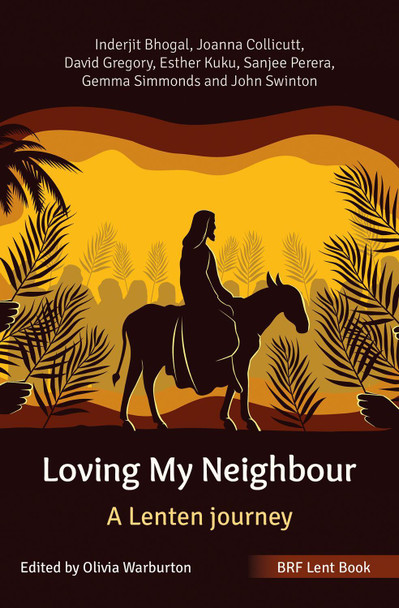 Inderjit Bhogal, Joanna Collicutt,
David Gregory, Esther Kuku, Sanjee Perera,
Gemma Simmonds and John Swinton
Loving My Neighbour
A Lenten journey
Edited by Olivia Warburton
BRF Lent Book